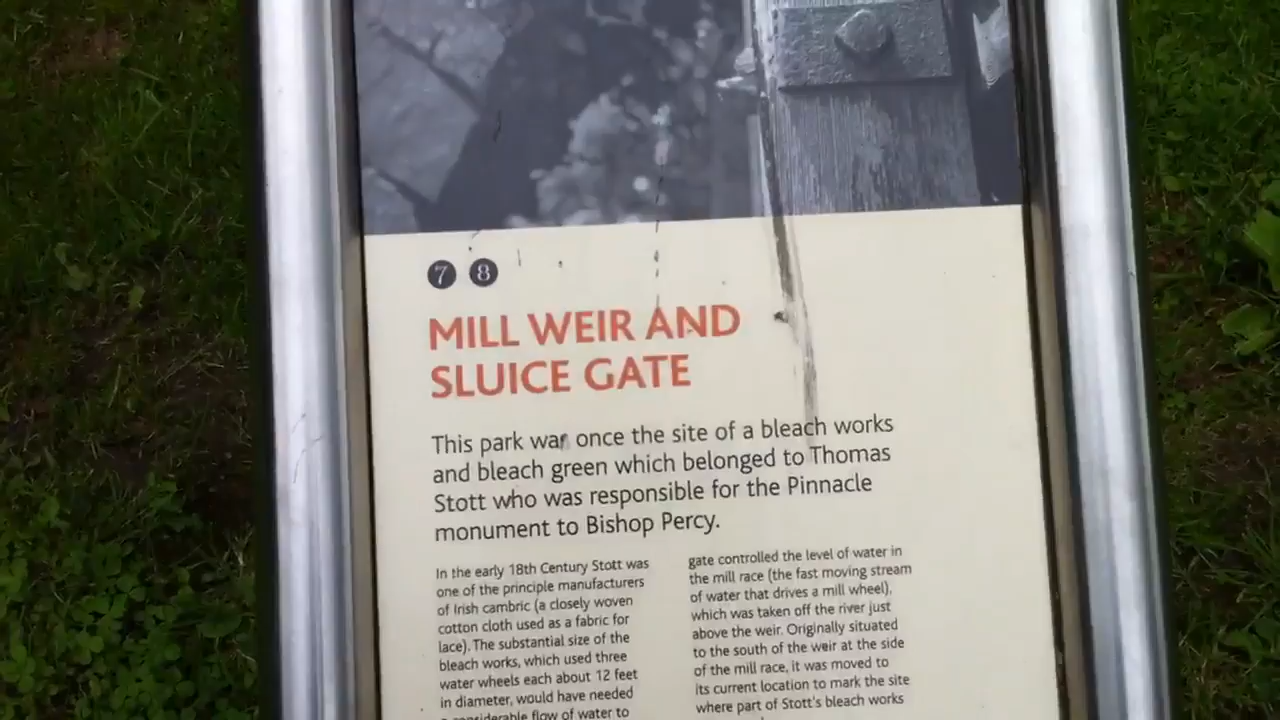 7 8
MILL WEIR AND
SLUICE GATE
This park was once the site of a bleach works
and bleach green which belonged to Thomas
Stott who was responsible for the Pinnacle
monument to Bishop Percy.
In the early 18th Century Stott was
one of the principle manufacturers
of Irish cambric (a closely woven
cotton cloth used as a fabric for
lace). The substantial size of the
bleach works, which used three
water wheels each about 12 feet
in diameter, would have needed
a considerable flow of water to
gate controlled the level of water in
the mill race (the fast moving stream
of water that drives a mill wheel),
which was taken off the river just
above the weir. Originally situated
to the south of the weir at the side
of the mill race, it was moved to
its current location to mark the site
where part of Stott's bleach works